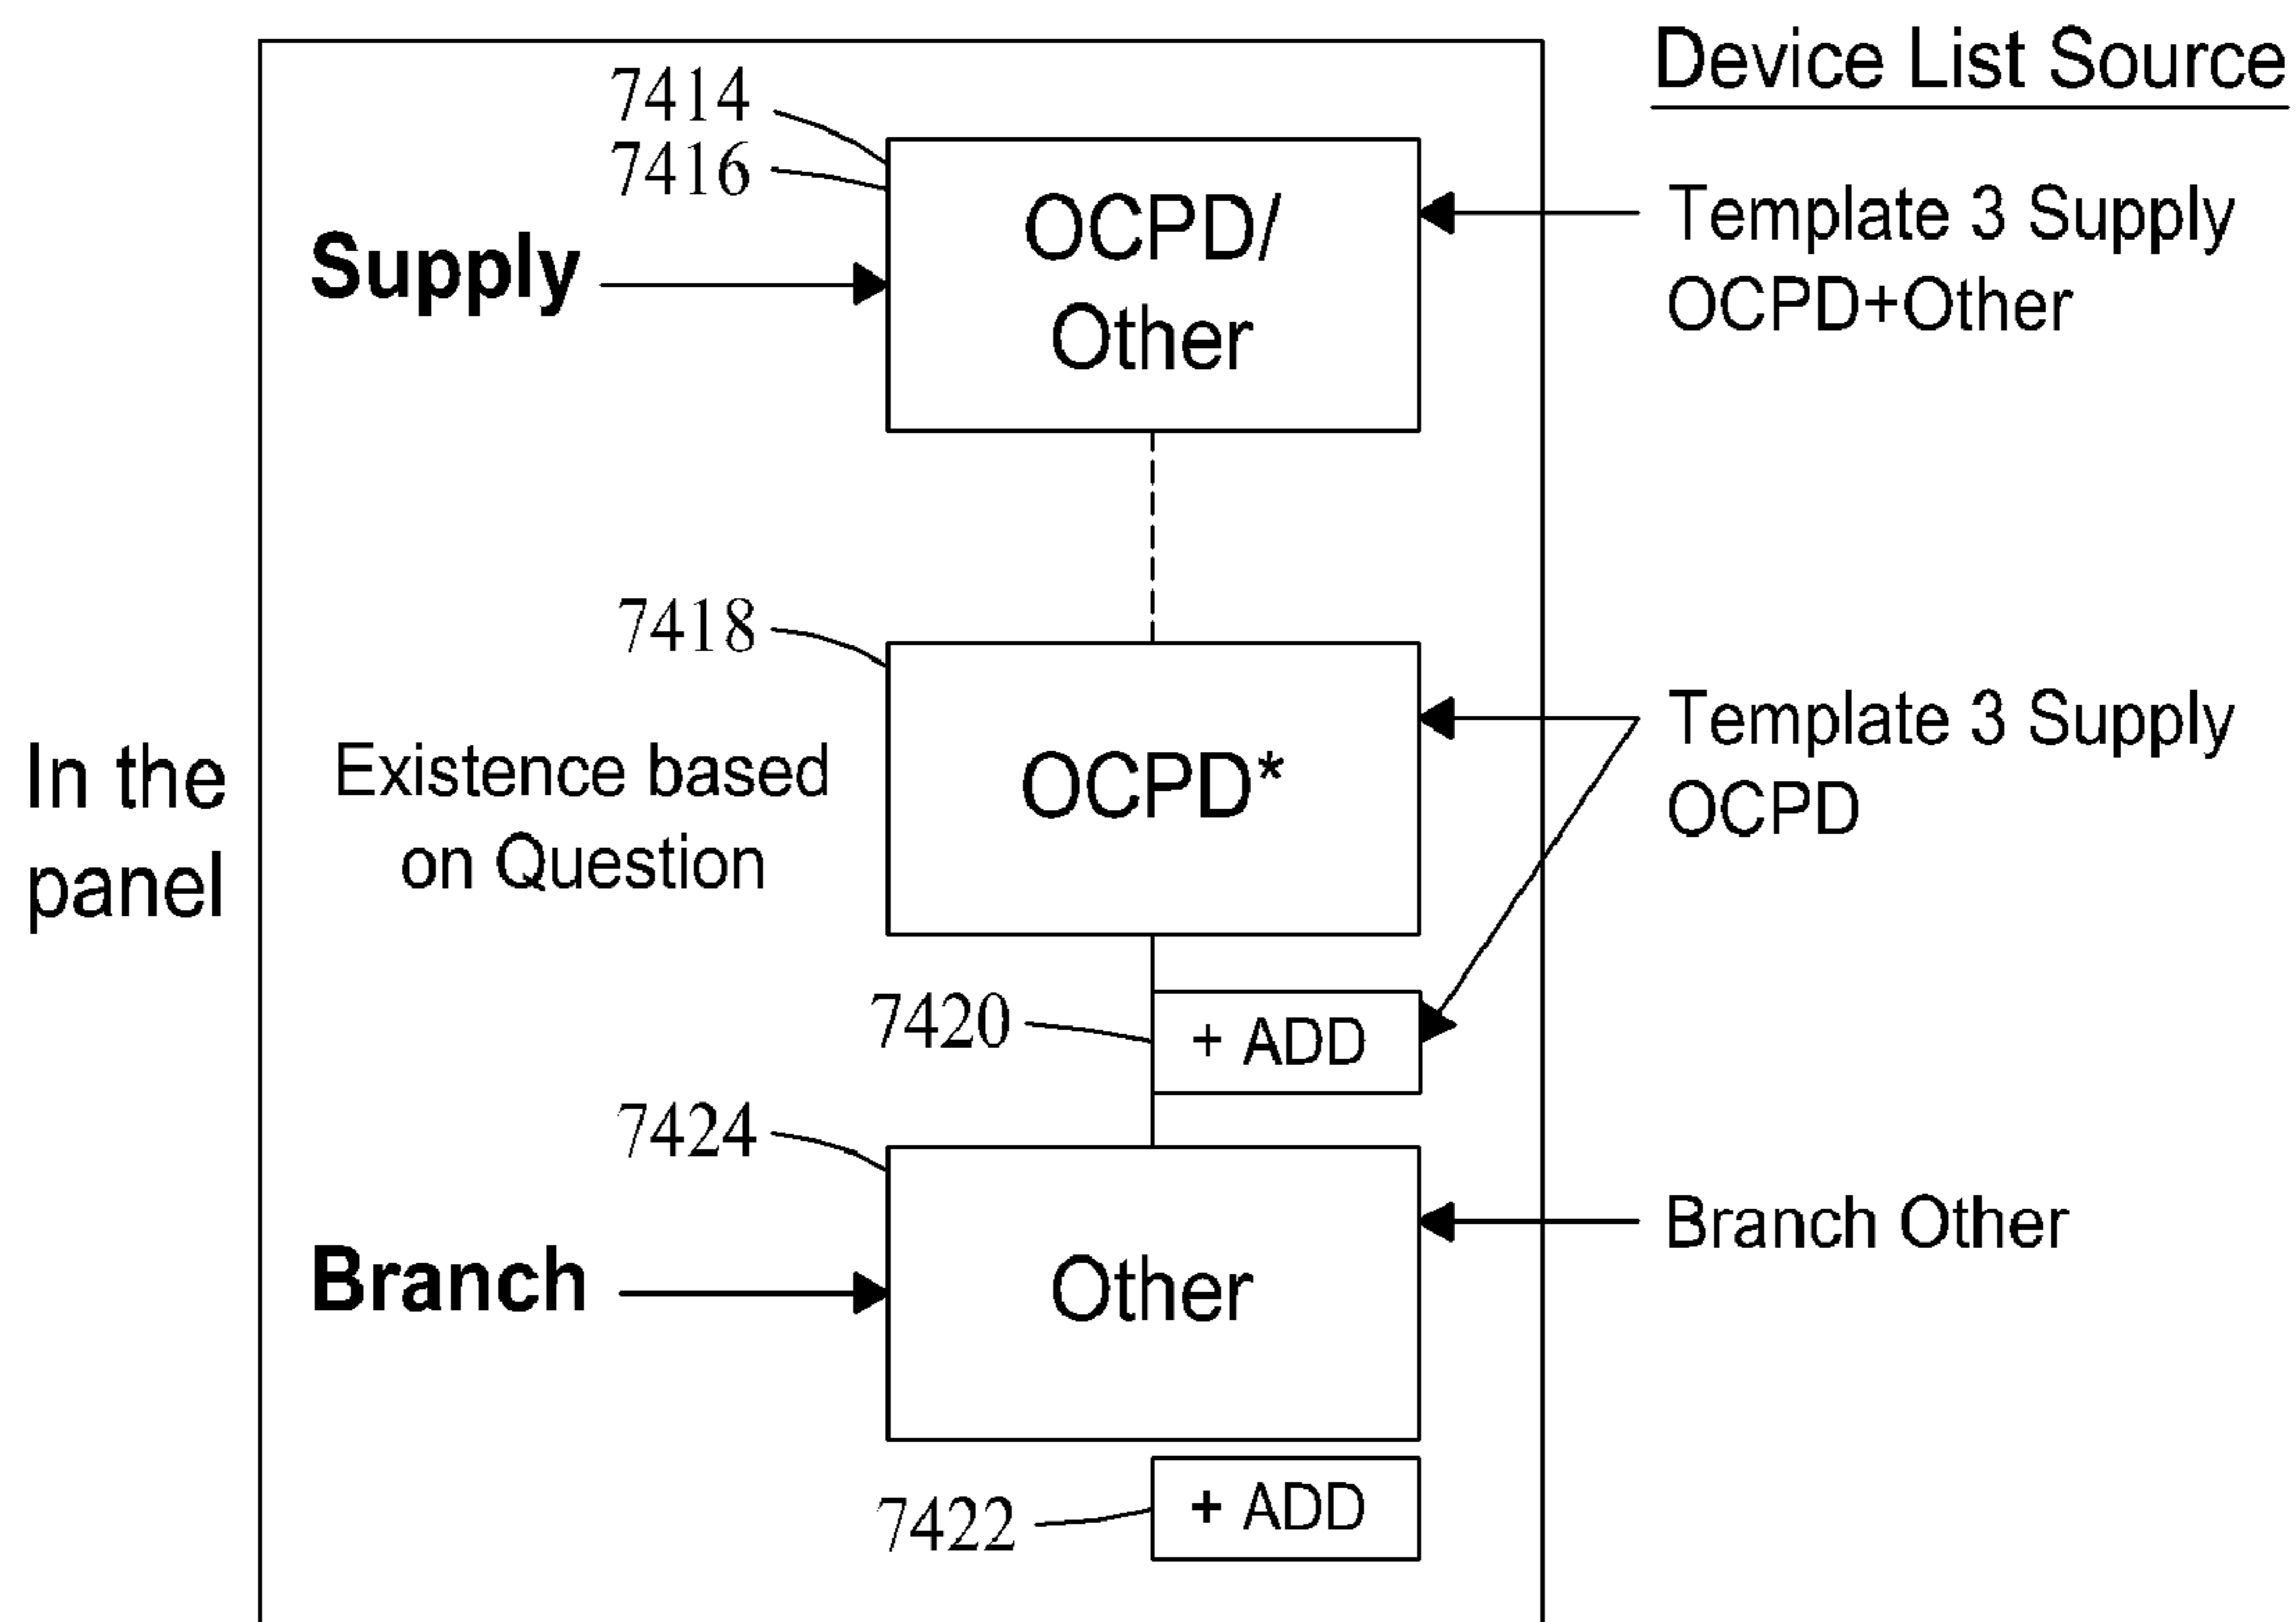 Device List Source
7414
7416
OCPD/
Other
Supply
Template 3 Supply
OCPD+Other
7418
In the
panel
Existence based
on Question
OCPD*
Template 3 Supply
OCPD
7420
+ ADD
7424
Branch
Other
Branch Other
7422
+ ADD